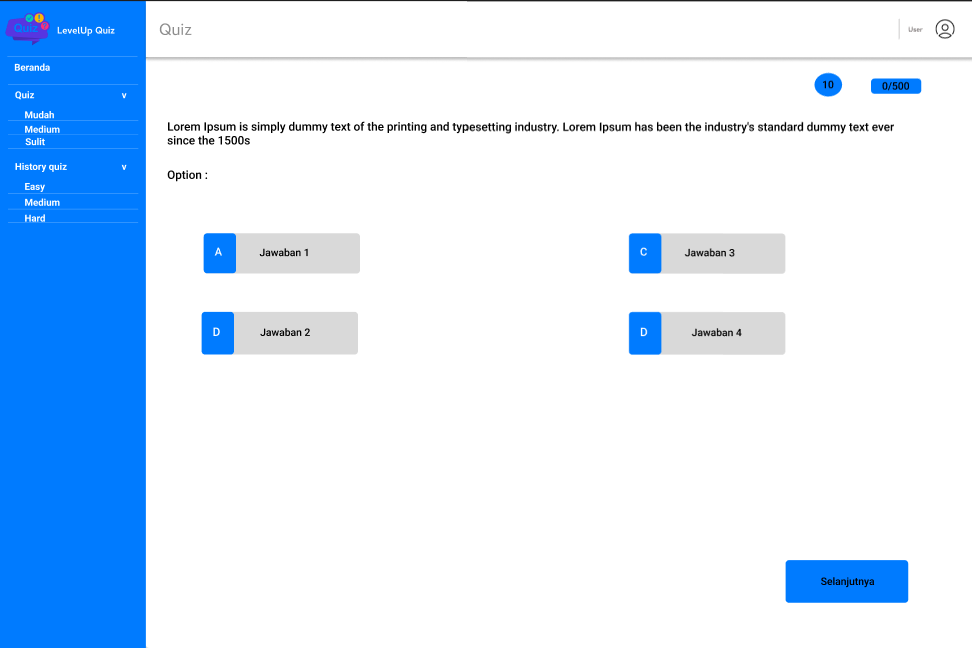 Quiz
LevelUp Quiz
Beranda
Quiz v
Mudah
Medium
Sulit
History quiz v
Easy
Medium
Hard
Quiz
User
10
0/500
Lorem Ipsum is simply dummy text of the printing and typesetting industry. Lorem Ipsum has been the industry's standard dummy text ever
since the 1500s
Option :
A Jawaban 1
C Jawaban 3
D Jawaban 2
D Jawaban 4
Selanjutnya